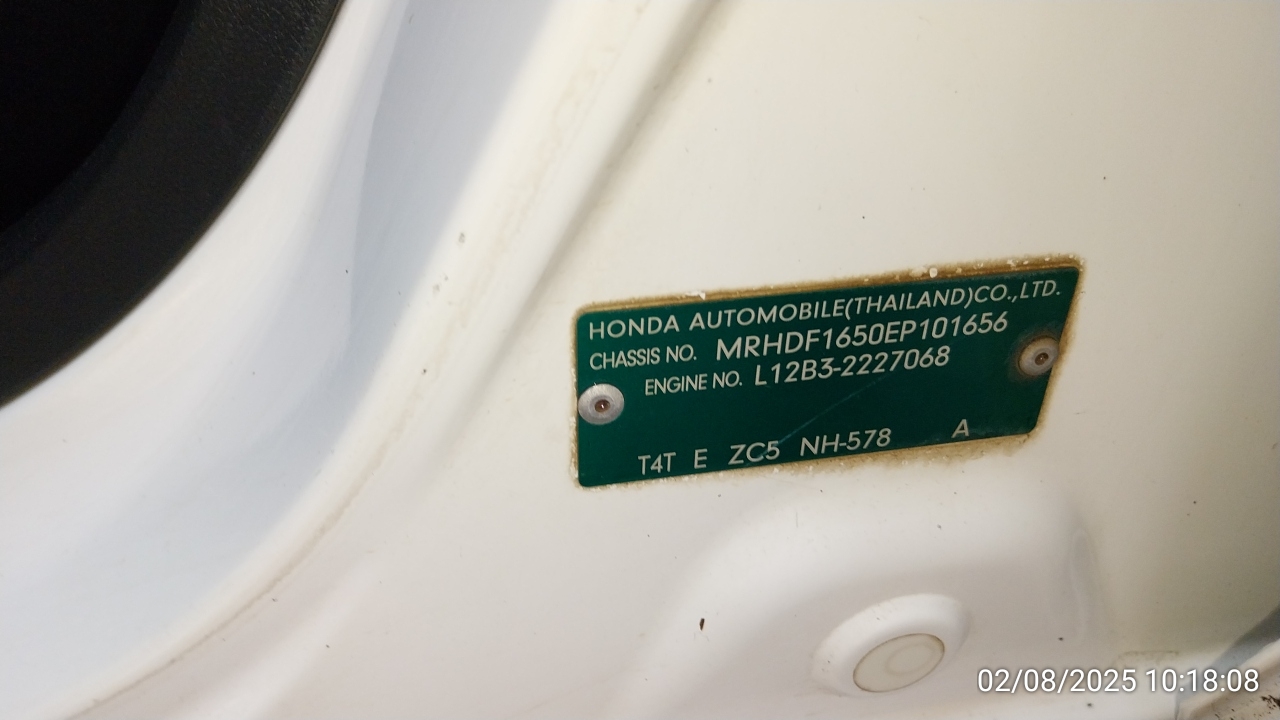 HONDA AUTOMOBILE(THAILAND)CO.,LTD.
CHASSIS NO. MRHDF1650EP101656
ENGINE NO. L12B3-2227068
T4T E ZC5 NH-578 A
02/08/2025 10:18:08